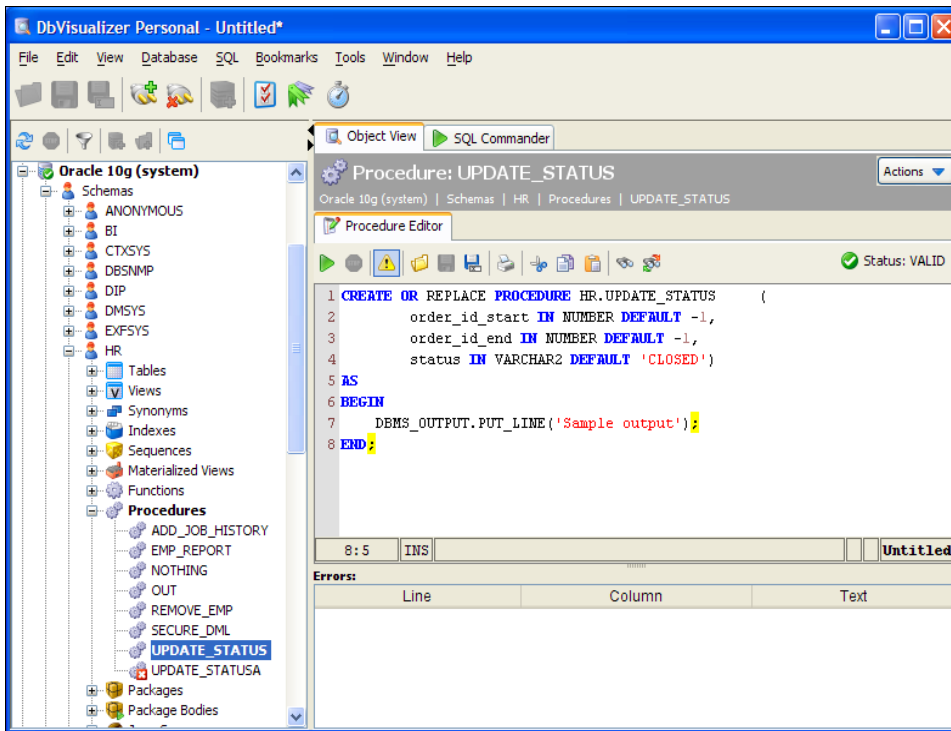 DbVisualizer Personal - Untitled*
File Edit View Database SQL Bookmarks Tools Window Help
Object View SQL Commander
Oracle 10g (system)
Schemas
ANONYMOUS
BI
CTXSYS
DBSNMP
DIP
DMSYS
EXFSYS
HR
Tables
Views
Synonyms
Indexes
Sequences
Materialized Views
Functions
Procedures
ADD_JOB_HISTORY
EMP_REPORT
NOTHING
OUT
REMOVE_EMP
SECURE_DML
UPDATE_STATUS
UPDATE_STATUSA
Packages
Package Bodies
Procedure: UPDATE_STATUS Actions
Oracle 10g (system) | Schemas | HR | Procedures | UPDATE_STATUS
Procedure Editor
Status: VALID
1 CREATE OR REPLACE PROCEDURE HR.UPDATE_STATUS (
2 order_id_start IN NUMBER DEFAULT -1,
3 order_id_end IN NUMBER DEFAULT -1,
4 status IN VARCHAR2 DEFAULT 'CLOSED')
5 AS
6 BEGIN
7 DBMS_OUTPUT.PUT_LINE('Sample output');
8 END;
8:5 INS Untitled
Errors:
Line Column Text